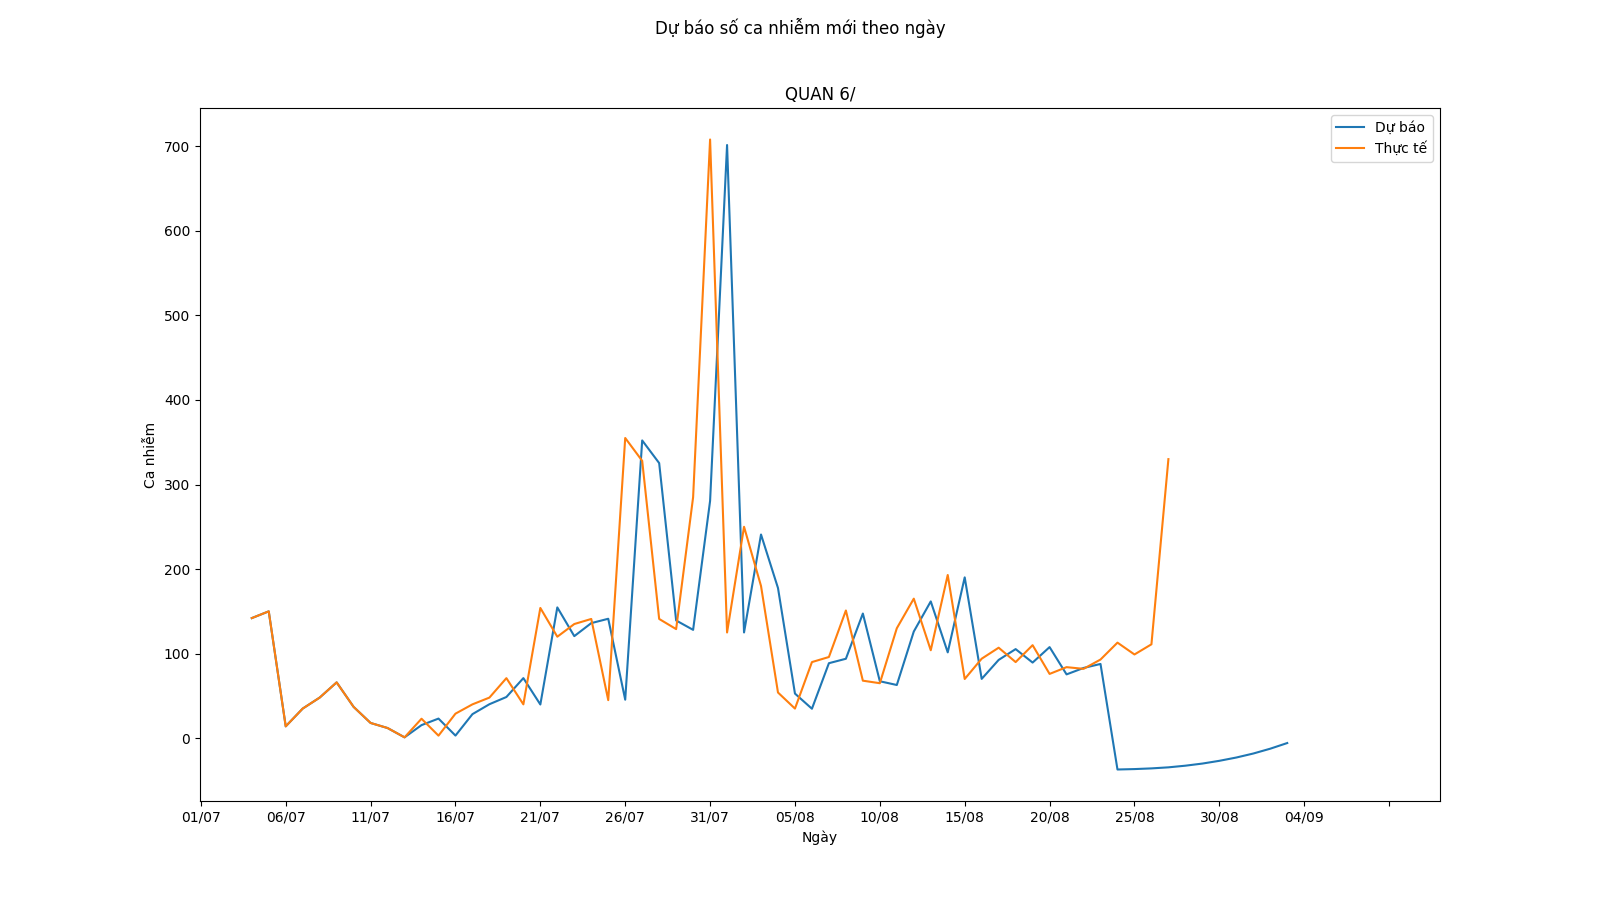 Dự báo số ca nhiễm mới theo ngày
QUAN 6/
Dự báo
Thực tế
700
600
500
400
300
200
100
0
Ca nhiễm
01/07 06/07 11/07 16/07 21/07 26/07 31/07 05/08 10/08 15/08 20/08 25/08 30/08 04/09
Ngày